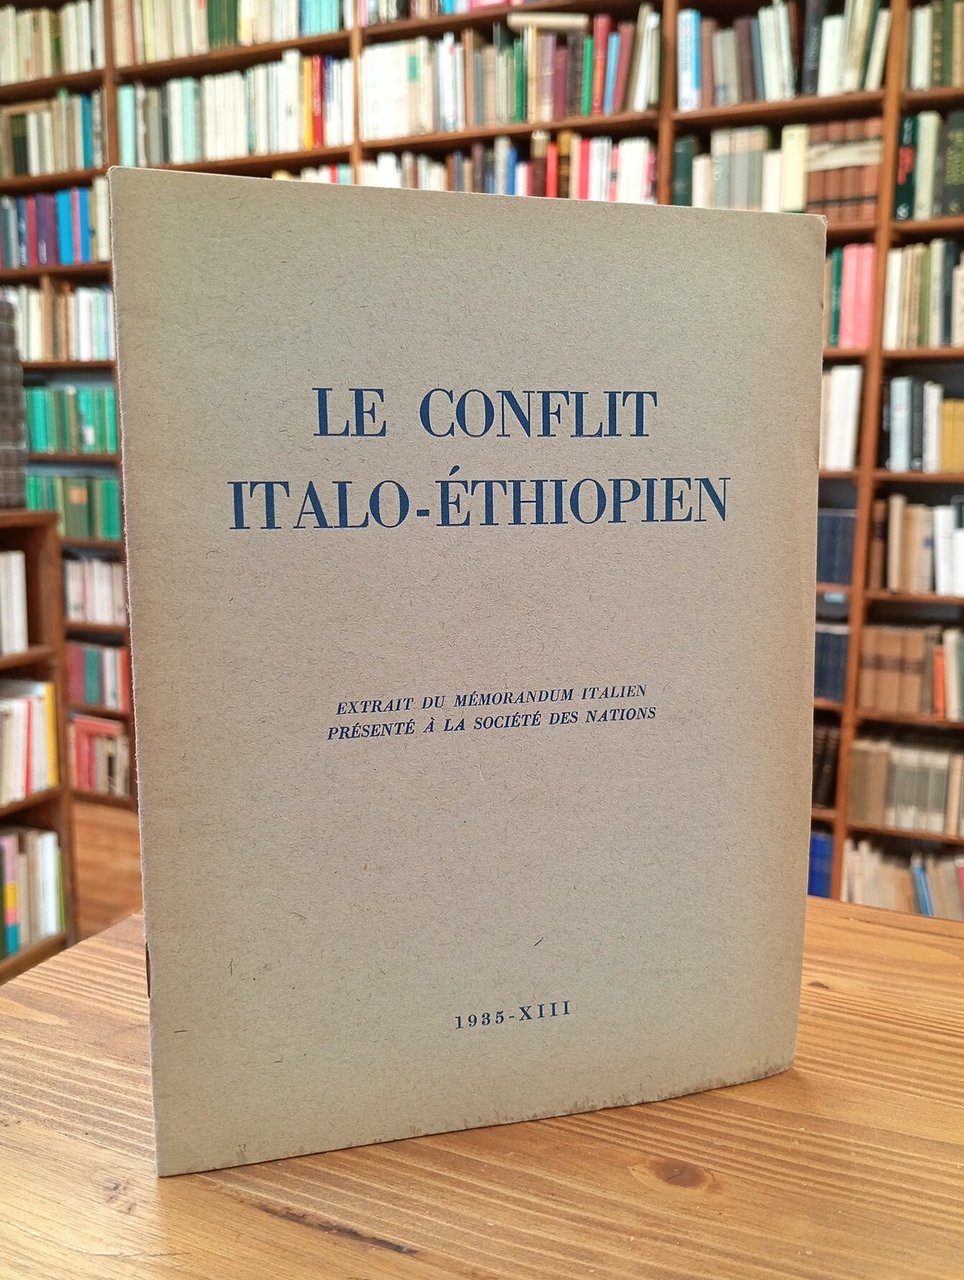 LE CONFLIT
ITALO-ÉTHIOPIEN
EXTRAIT DU MÉMORANDUM ITALIEN
PRÉSENTÉ À LA SOCIÉTÉ DES NATIONS
1935-XIII